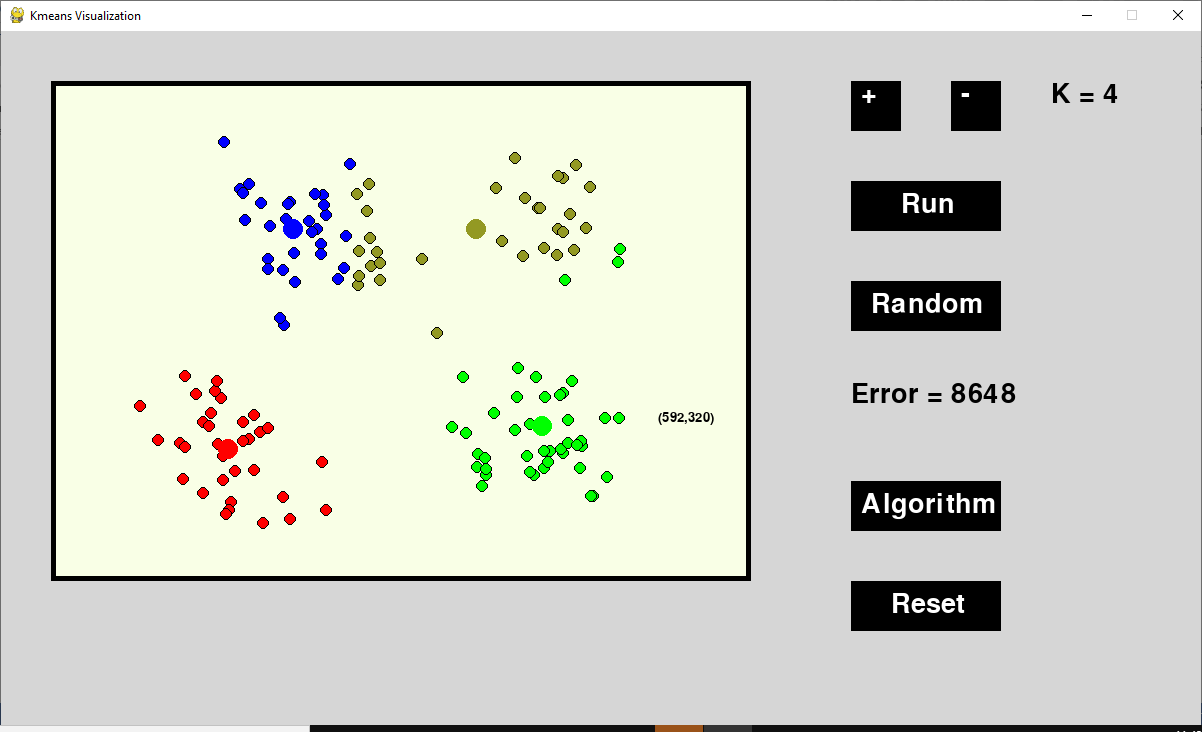 Kmeans Visualization
+ - K = 4
Run
Random
Error = 8648
(592,320)
Algorithm
Reset